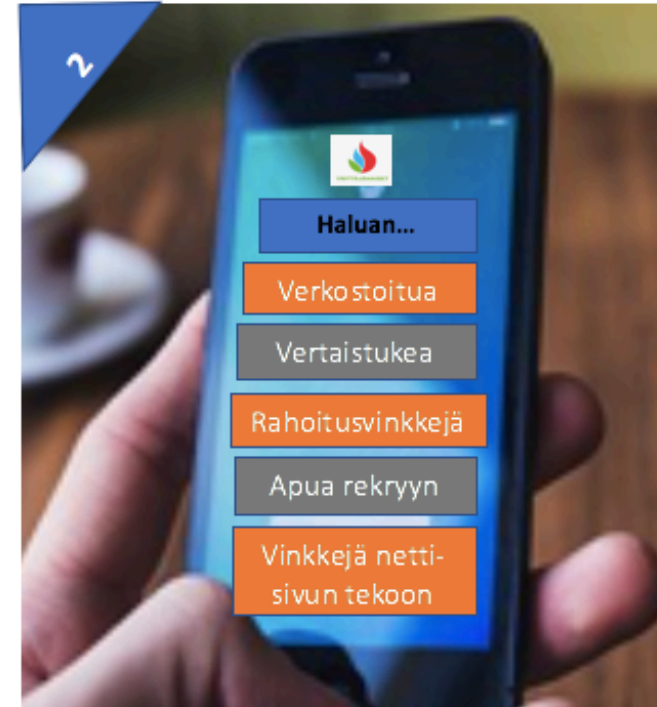 2
Haluan...
Verkostoitua
Vertaistukea
Rahoitusvinkkejä
Apua rekryyn
Vinkkejä netti-
sivun tekoon